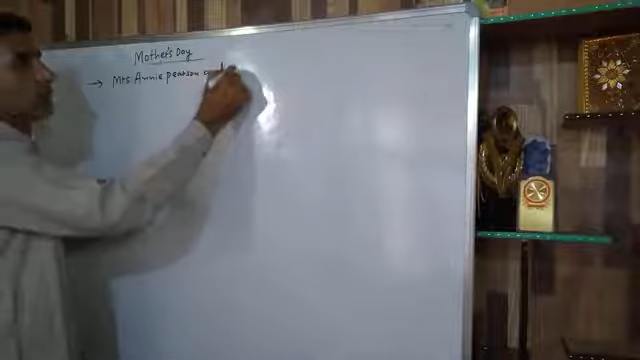 Mother's Day
→ Mrs. Annie pearson